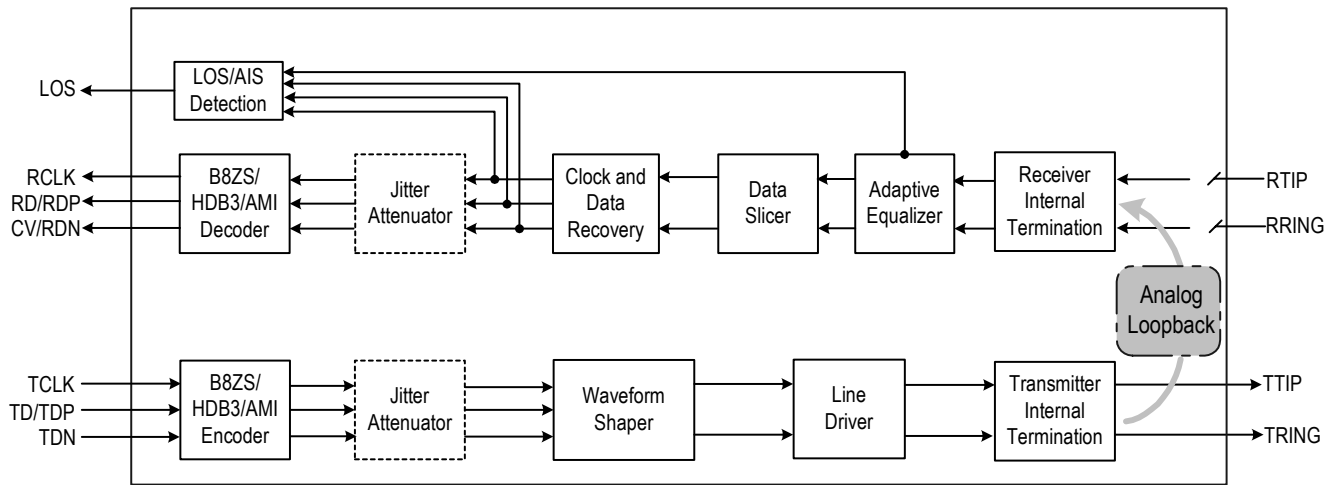 LOS
LOS/AIS
Detection
RCLK
RD/RDP
CV/RDN
B8ZS/
HDB3/AMI
Decoder
Jitter
Attenuator
Clock and
Data
Recovery
Data
Slicer
Adaptive
Equalizer
Receiver
Internal
Termination
RTIP
RRING
Analog
Loopback
TCLK
TD/TDP
TDN
B8ZS/
HDB3/AMI
Encoder
Jitter
Attenuator
Waveform
Shaper
Line
Driver
Transmitter
Internal
Termination
TTIP
TRING